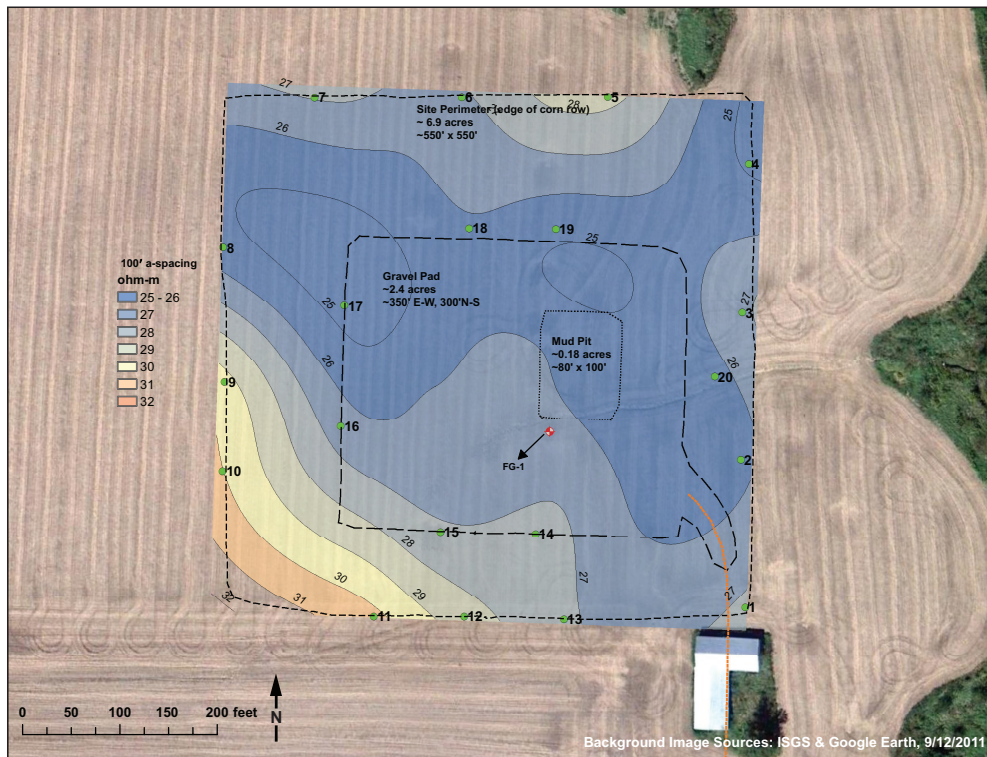 27
7
6
28
5
Site Perimeter (edge of corn row)
~ 6.9 acres
~550' x 550'
25
26
4
18
19
25
8
100' a-spacing
ohm-m
25 - 26
27
28
29
30
31
32
Gravel Pad
~2.4 acres
~350' E-W, 300'N-S
25
17
27
3
Mud Pit
~0.18 acres
~80' x 100'
26
26
20
9
16
FG-1
2
10
15
14
28
27
30
29
31
32
27
1
11
12
13
0 50 100 150 200 feet
N
Background Image Sources: ISGS & Google Earth, 9/12/2011